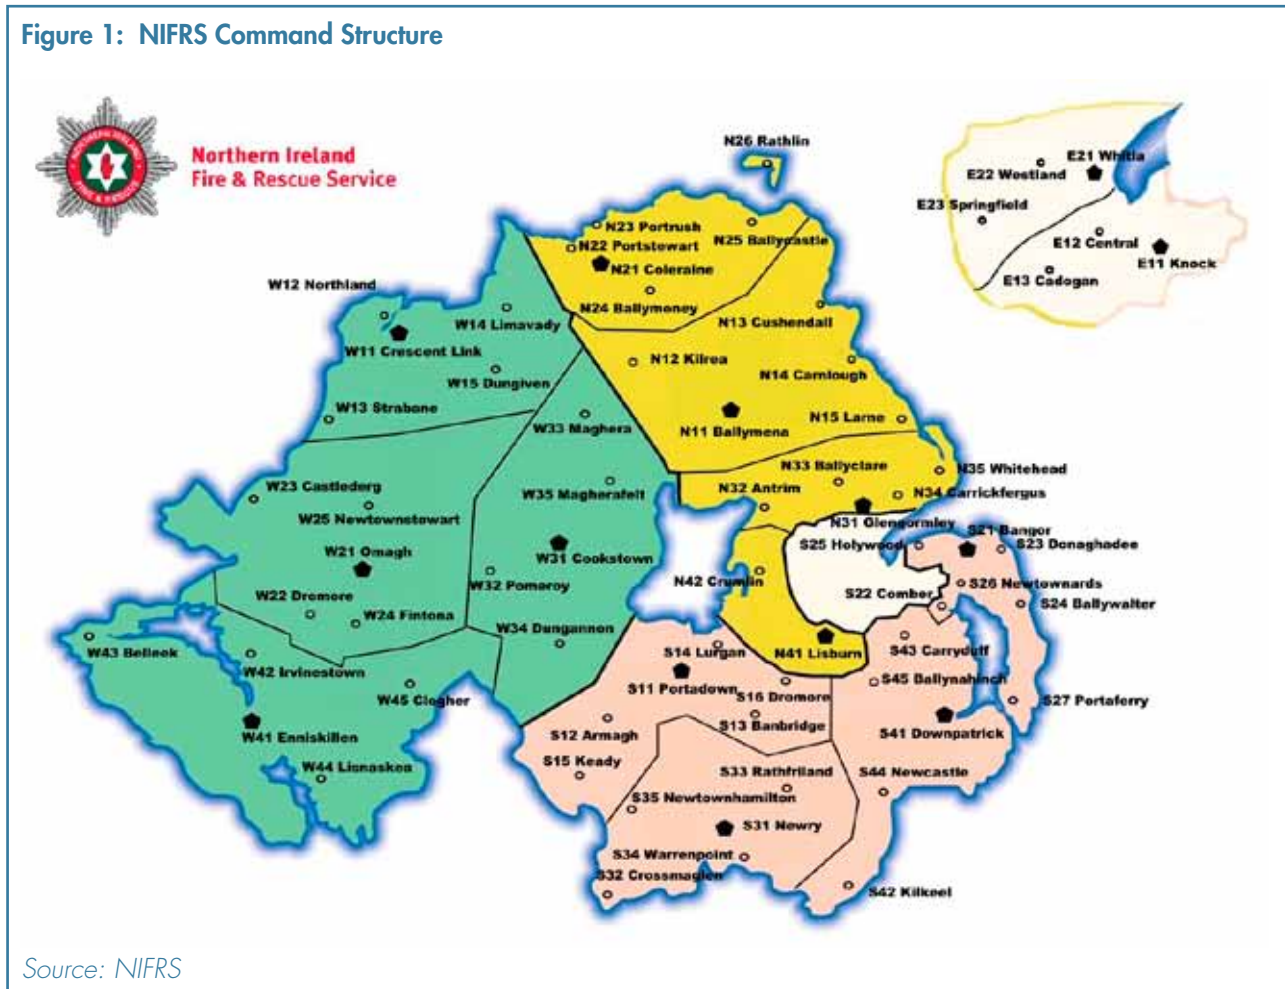 Figure 1: NIFRS Command Structure
NORTHERN IRELAND
FIRE & RESCUE
Northern Ireland
Fire & Rescue Service
N26 Rathlin
E21 Whitla
E22 Westland
E23 Springfield
E12 Central
E11 Knock
E13 Cadogan
N23 Portrush
N25 Ballycastle
N22 Portstewart
N21 Coleraine
W12 Northland
N24 Ballymoney
N13 Cushendall
W14 Limavady
W11 Crescent Link
N12 Kilrea
N14 Carnlough
W15 Dungiven
W13 Strabane
N15 Larne
W33 Maghera
N11 Ballymena
N33 Ballyclare
N35 Whitehead
W23 Castlederg
W35 Magherafelt
N32 Antrim
N34 Carrickfergus
W25 Newtownstewart
N31 Glengormley
S21 Bangor
S25 Holywood
S23 Donaghadee
W21 Omagh
W31 Cookstown
W32 Pomeroy
N42 Crumlin
S26 Newtownards
S22 Comber
W22 Dromore
S24 Ballywalter
W24 Fintona
W34 Dungannon
W43 Belleek
S14 Lurgan
N41 Lisburn
S43 Carryduff
W42 Irvinestown
S11 Portadown
S45 Ballynahinch
S16 Dromore
W45 Clogher
S27 Portaferry
S13 Banbridge
S12 Armagh
W41 Enniskillen
S41 Downpatrick
S15 Keady
W44 Lisnaskea
S33 Rathfriland
S44 Newcastle
S35 Newtownhamilton
S31 Newry
S34 Warrenpoint
S32 Crossmaglen
S42 Kilkeel
Source: NIFRS